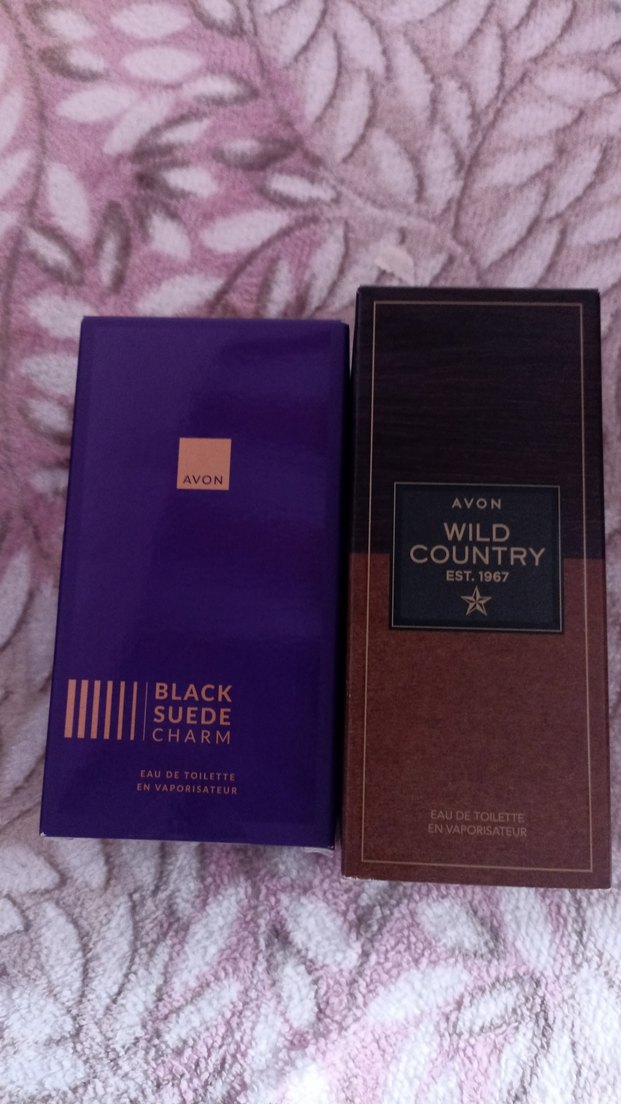 AVON
BLACK
SUEDE
CHARM
EAU DE TOILETTE
EN VAPORISATEUR
AVON
WILD
COUNTRY
EST. 1967
EAU DE TOILETTE
EN VAPORISATEUR